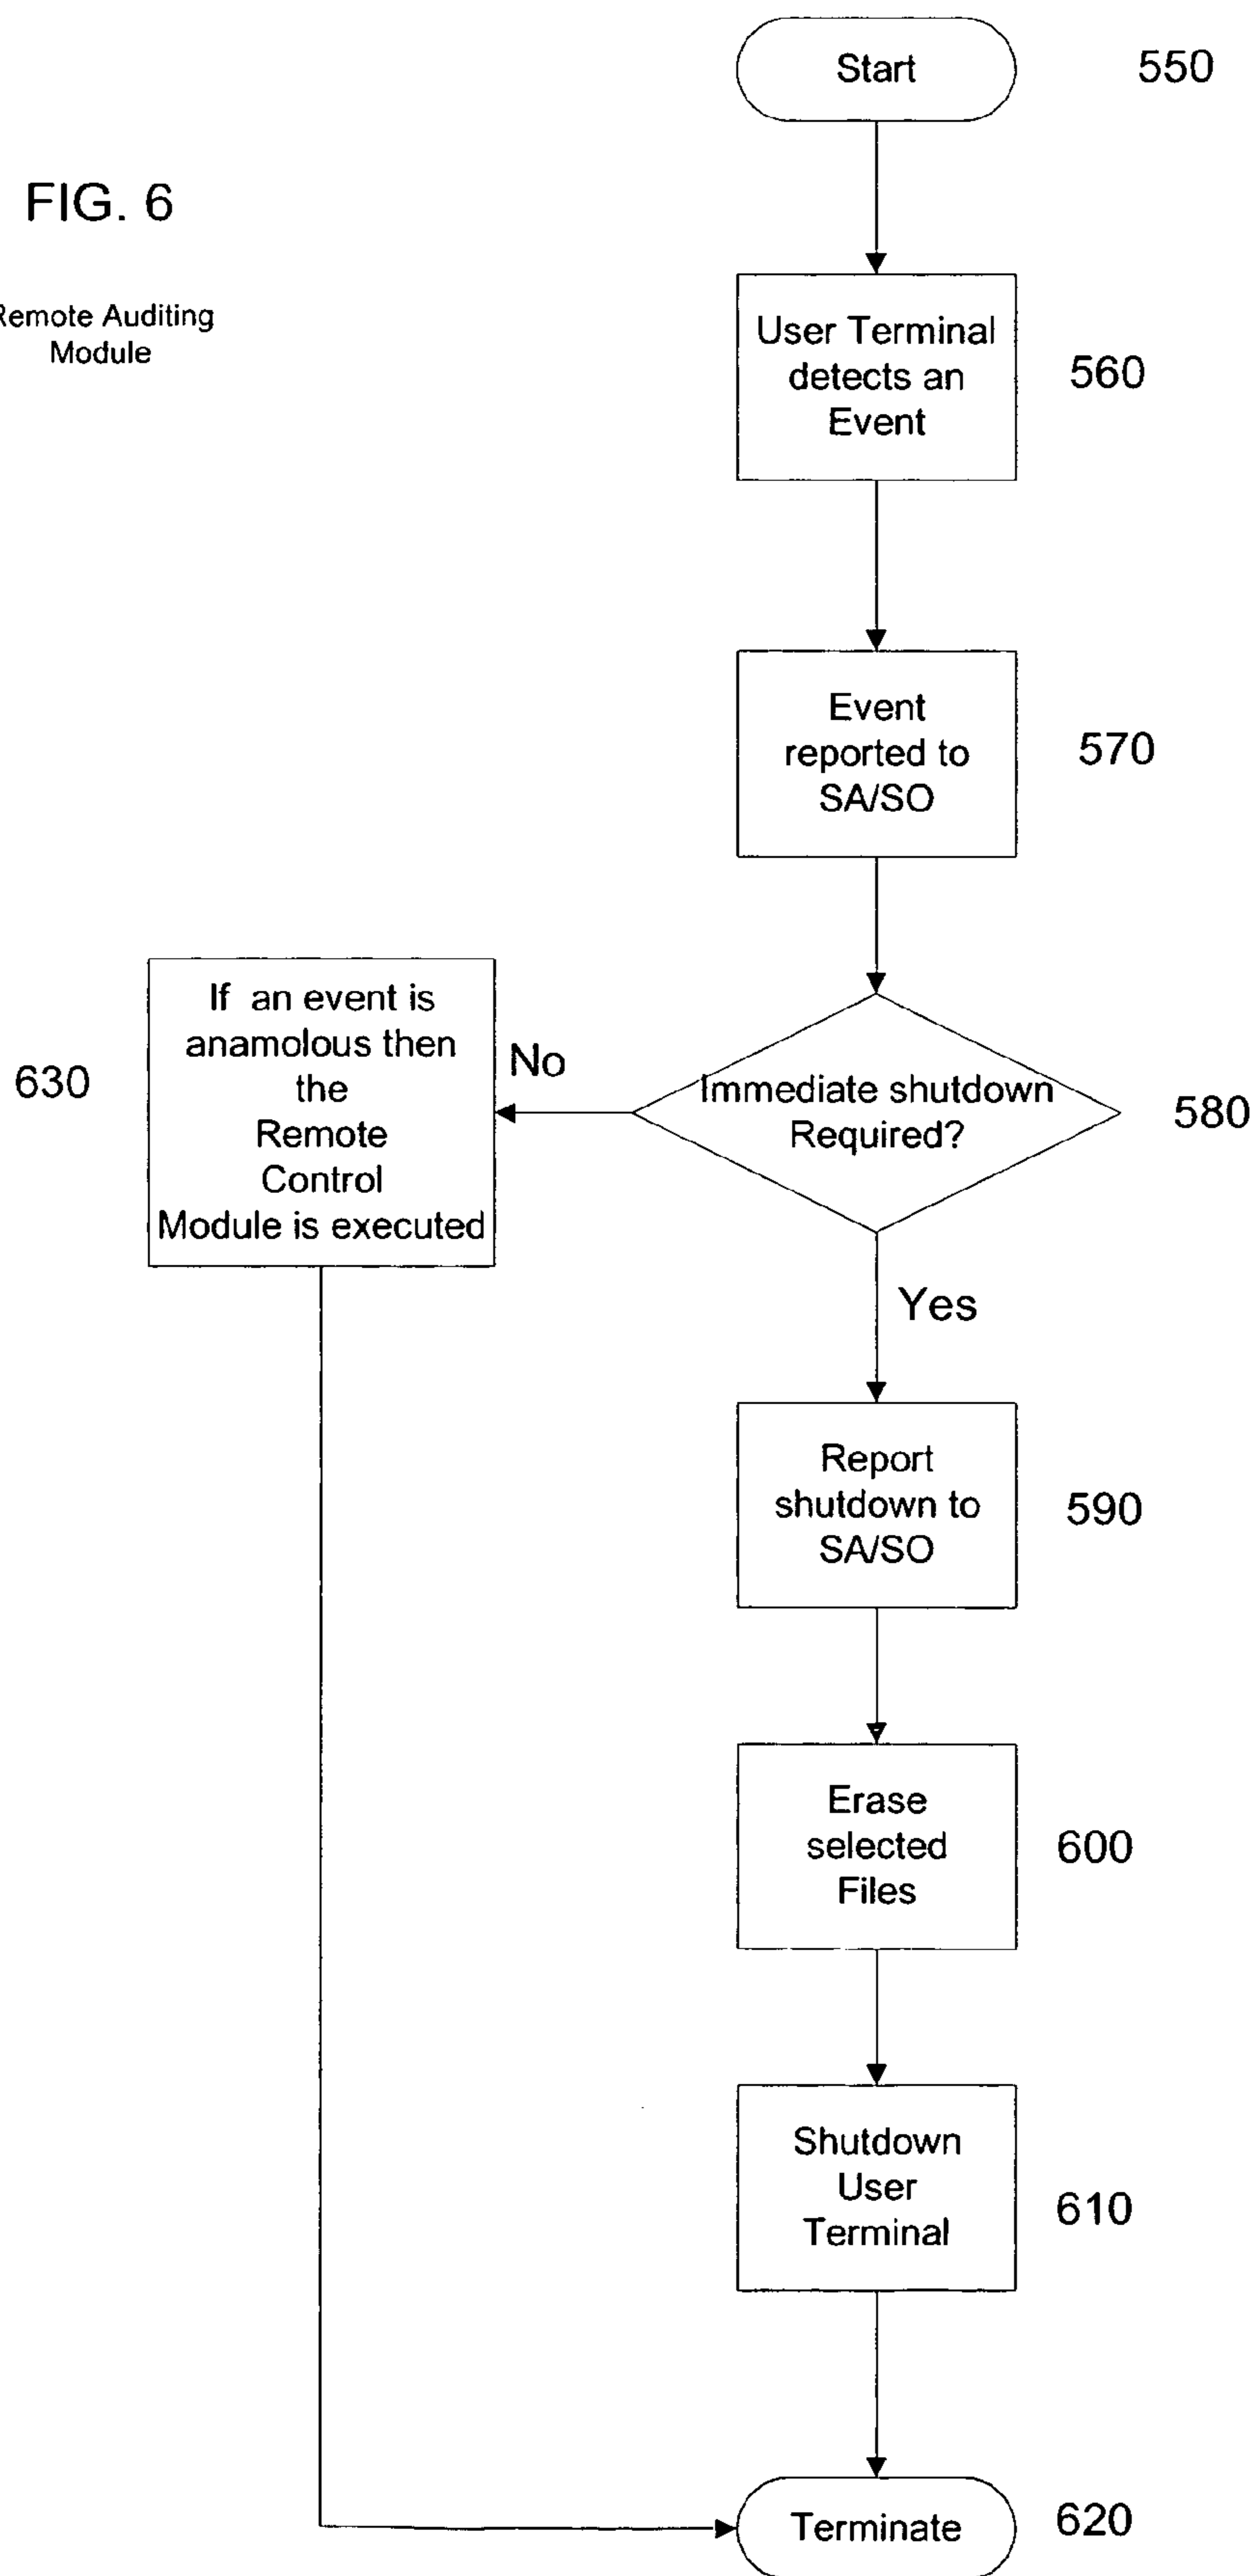 Start
550
FIG. 6
Remote Auditing
Module
User Terminal
detects an
Event
560
Event
reported to
SA/SO
570
If an event is
anamolous then
the
Remote
Control
Module is executed
630
No
Immediate shutdown
Required?
580
Yes
Report
shutdown to
SA/SO
590
Erase
selected
Files
600
Shutdown
User
Terminal
610
Terminate
620